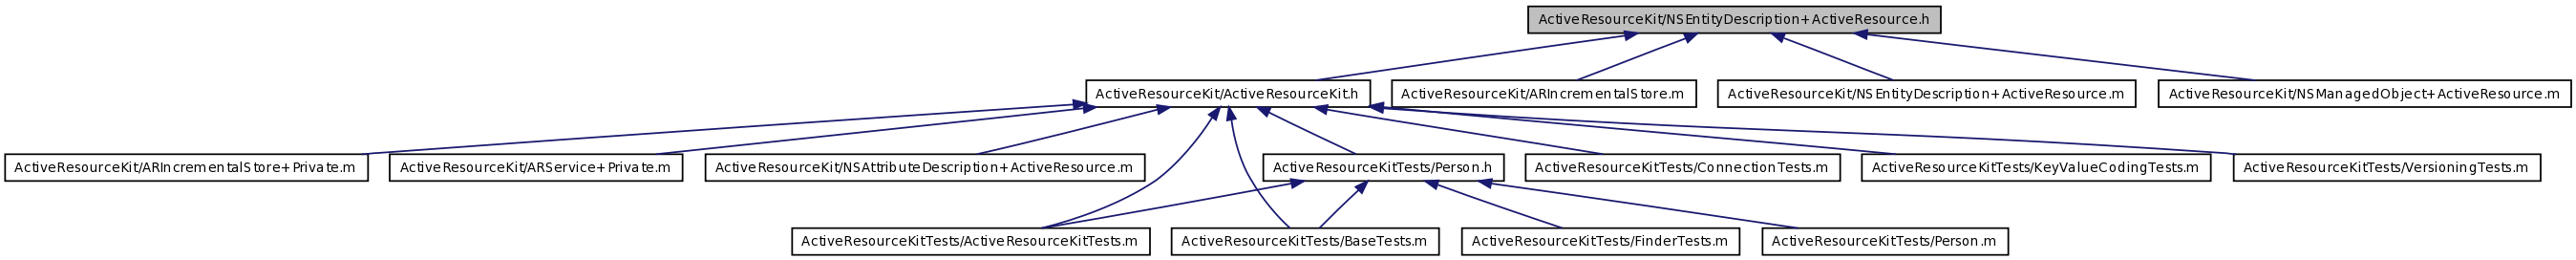 ActiveResourceKit/NSEntityDescription+ActiveResource.h
ActiveResourceKit/ActiveResourceKit.h
ActiveResourceKit/ARIncrementalStore.m
ActiveResourceKit/NSEntityDescription+ActiveResource.m
ActiveResourceKit/NSManagedObject+ActiveResource.m
ActiveResourceKit/ARIncrementalStore+Private.m
ActiveResourceKit/ARService+Private.m
ActiveResourceKit/NSAttributeDescription+ActiveResource.m
ActiveResourceKitTests/Person.h
ActiveResourceKitTests/ConnectionTests.m
ActiveResourceKitTests/KeyValueCodingTests.m
ActiveResourceKitTests/VersioningTests.m
ActiveResourceKitTests/ActiveResourceKitTests.m
ActiveResourceKitTests/BaseTests.m
ActiveResourceKitTests/FinderTests.m
ActiveResourceKitTests/Person.m